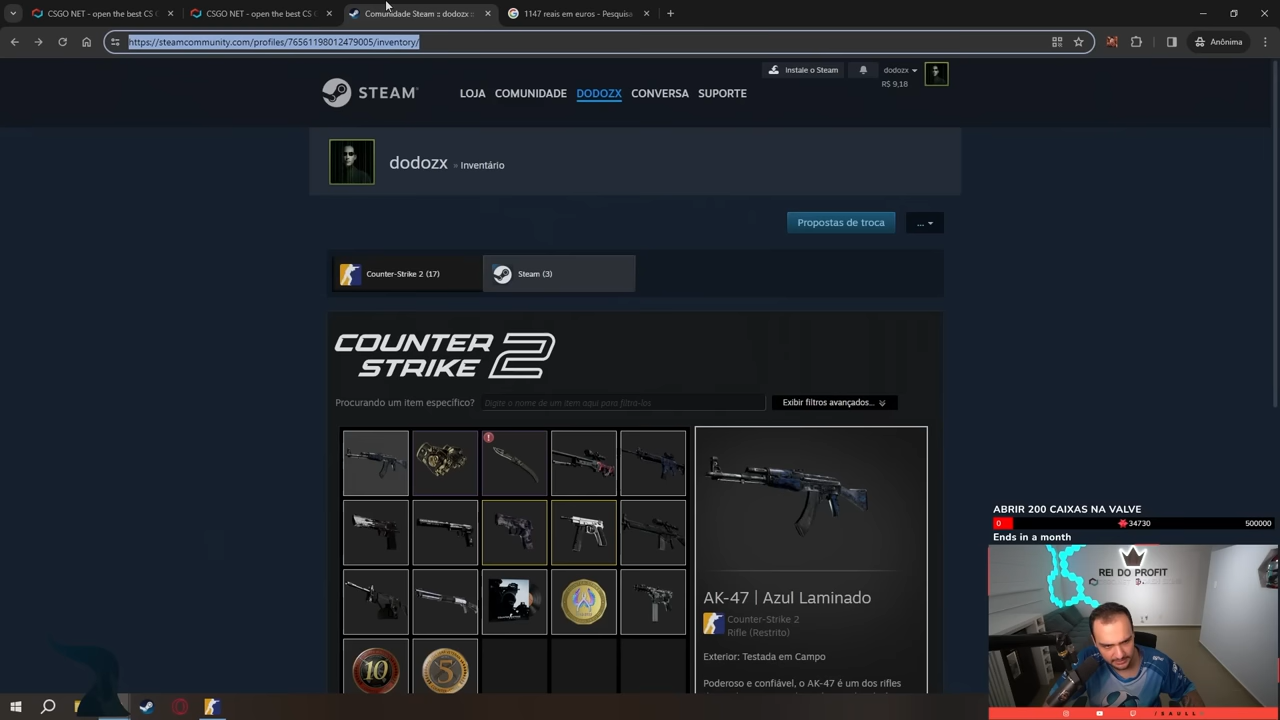 CSGO NET - open the best CS G
CSGO NET - open the best CS G
Comunidade Steam :: dodozx ::
1147 reais em euros - Pesquisa
https://steamcommunity.com/profiles/76561198012479005/inventory/
Anônima
Instale o Steam
dodozx
R$ 9,18
STEAM
LOJA COMUNIDADE DODOZX CONVERSA SUPORTE
dodozx » Inventário
Propostas de troca
...
Counter-Strike 2 (17)
Steam (3)
COUNTER
STRIKE 2
Procurando um item específico?
Digite o nome de um item aqui para filtrá-los
Exibir filtros avançados...
AK-47 | Azul Laminado
Counter-Strike 2
Rifle (Restrito)
Exterior: Testada em Campo
Poderoso e confiável, o AK-47 é um dos rifles
10
5
ABRIR 200 CAIXAS NA VALVE
0
34730
500000
Ends in a month
REI DO PROFIT